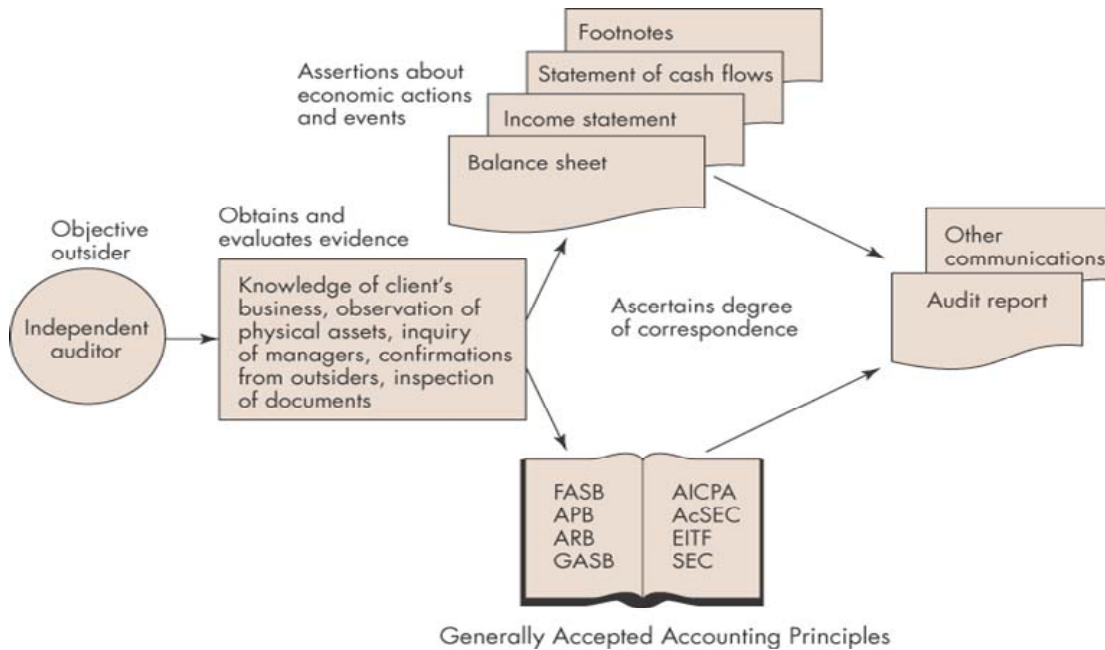 Footnotes
Statement of cash flows
Income statement
Balance sheet
Assertions about
economic actions
and events
Objective
outsider
Independent
auditor
Obtains and
evaluates evidence
Knowledge of client's
business, observation of
physical assets, inquiry
of managers, confirmations
from outsiders, inspection
of documents
Ascertains degree
of correspondence
Other
communications
Audit report
FASB
APB
ARB
GASB
AICPA
AcSEC
EITF
SEC
Generally Accepted Accounting Principles